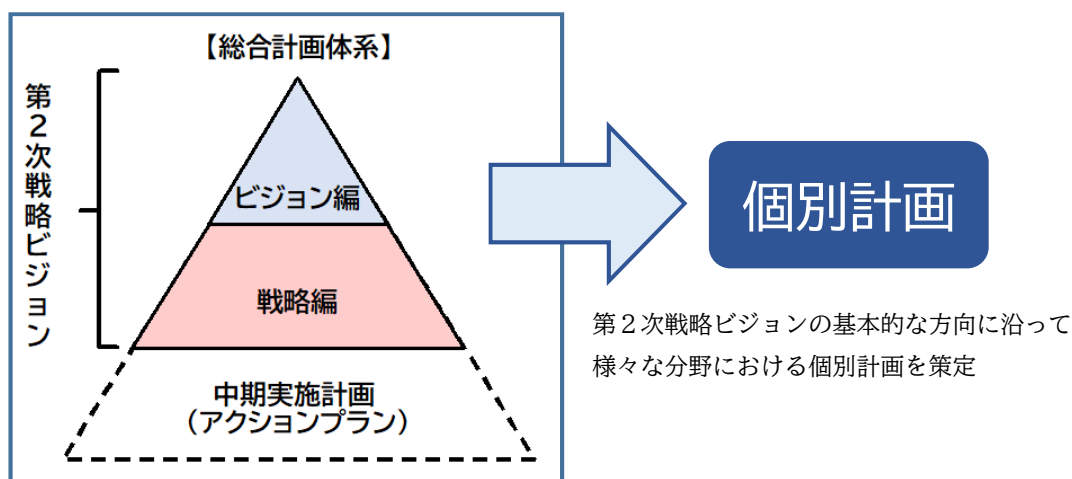 【総合計画体系】
第2次戦略ビジョン
ビジョン編
戦略編
中期実施計画
(アクションプラン)
個別計画
第２次戦略ビジョンの基本的な方向に沿って
様々な分野における個別計画を策定